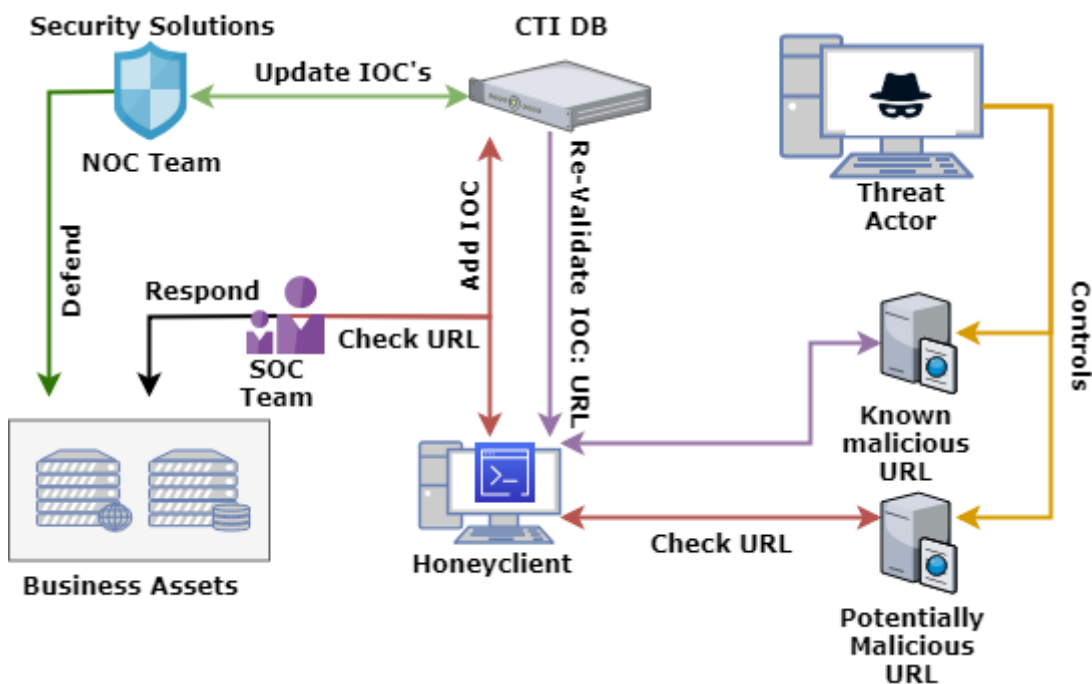 Security Solutions
CTI DB
Update IOC's
NOC Team
Threat
Actor
Add IOC
Re-Validate IOC: URL
Defend
Respond
Check URL
SOC
Team
Controls
Known
malicious
URL
Check URL
Honeyclient
Business Assets
Potentially
Malicious
URL